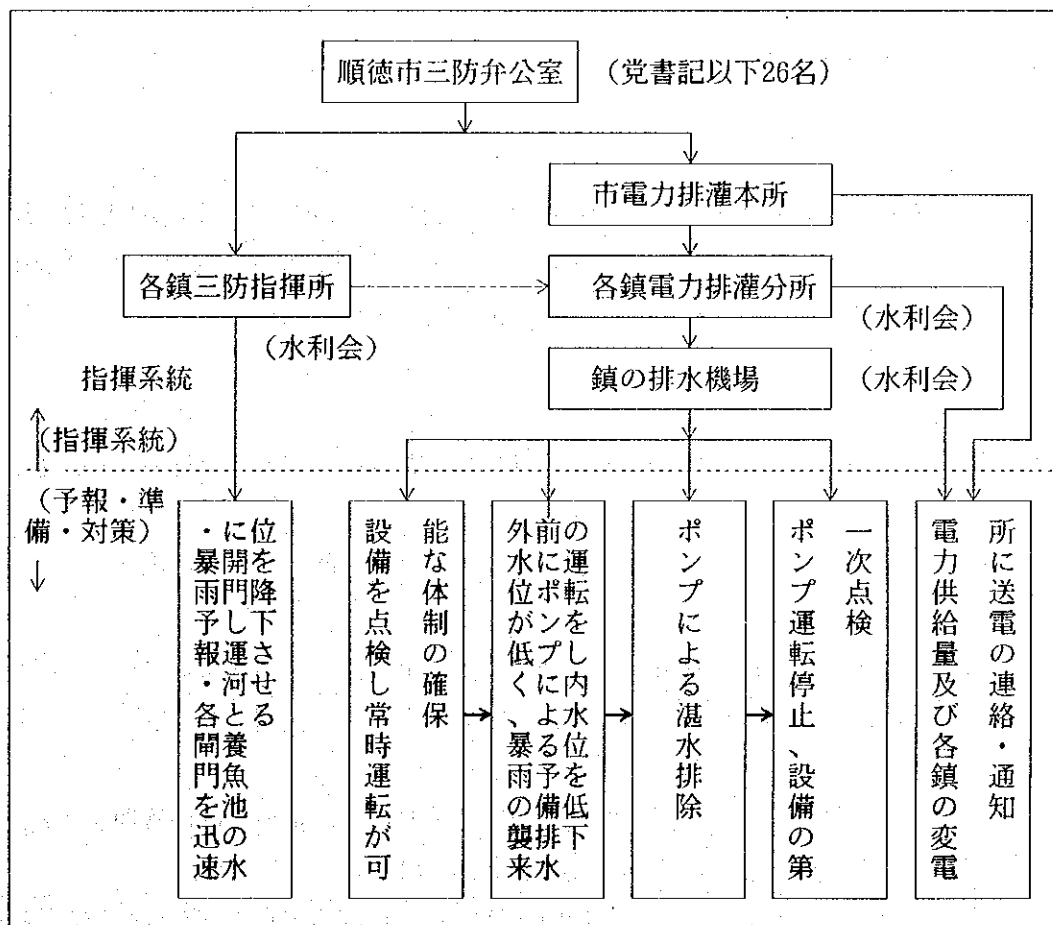 順徳市三防弁公室
(党書記以下26名)
市電力排灌本所
各鎮三防指揮所
各鎮電力排灌分所
(水利会)
(水利会)
鎮の排水機場
(水利会)
指揮系統
(指揮系統)
(予報・準
備・対策)
・暴雨予報・各閘門を迅速
に開門し運河と養魚池の水
位を降下させる
設備を点検し常時運転が可
能な体制の確保
外水位が低く、暴雨の襲来
前にポンプによる予備排水
の運転をし内水位を低下
ポンプによる湛水排除
ポンプ運転停止、設備の第
一次点検
電力供給量及び各鎮の変電
所に送電の連絡・通知